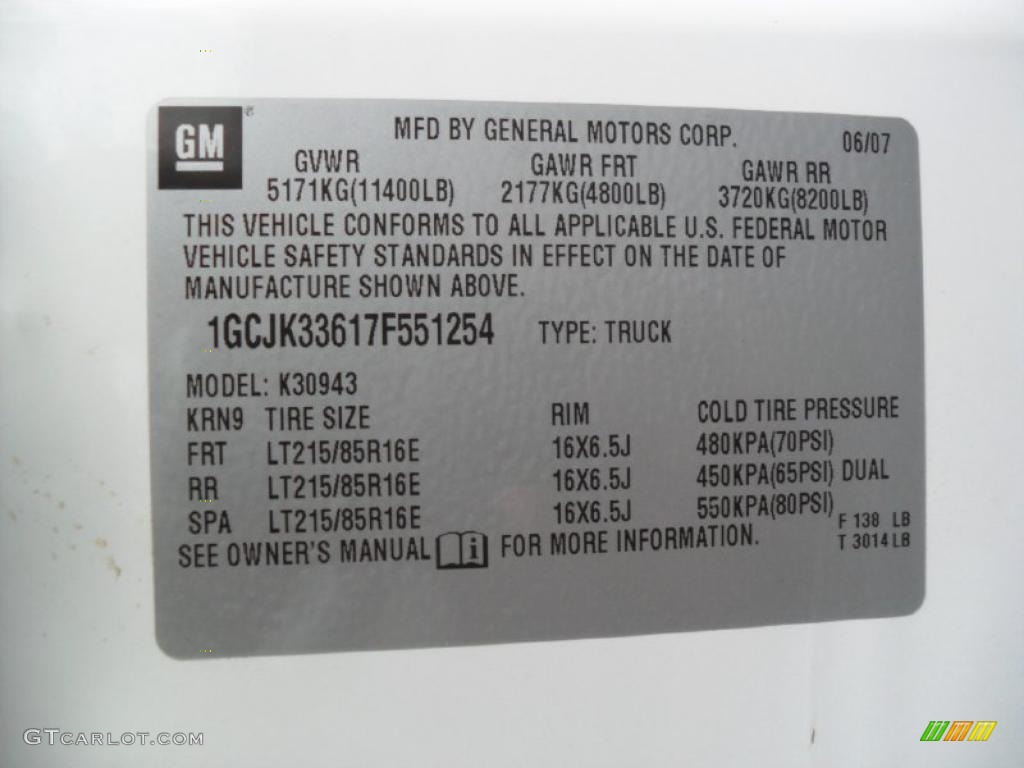 GM
MFD BY GENERAL MOTORS CORP. 06/07
GVWR GAWR FRT GAWR RR
5171KG(11400LB) 2177KG(4800LB) 3720KG(8200LB)
THIS VEHICLE CONFORMS TO ALL APPLICABLE U.S. FEDERAL MOTOR
VEHICLE SAFETY STANDARDS IN EFFECT ON THE DATE OF
MANUFACTURE SHOWN ABOVE.
1GCJK33617F551254 TYPE: TRUCK
MODEL: K30943
KRN9 TIRE SIZE RIM COLD TIRE PRESSURE
FRT LT215/85R16E 16X6.5J 480KPA(70PSI)
RR LT215/85R16E 16X6.5J 450KPA(65PSI) DUAL
SPA LT215/85R16E 16X6.5J 550KPA(80PSI)
F 138 LB
T 3014LB
SEE OWNER'S MANUAL i FOR MORE INFORMATION.
GTCARLOT.COM